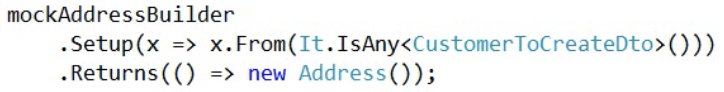 mockAddressBuilder
    .Setup(x => x.From(It.IsAny<CustomerToCreateDto>()))
    .Returns(() => new Address());